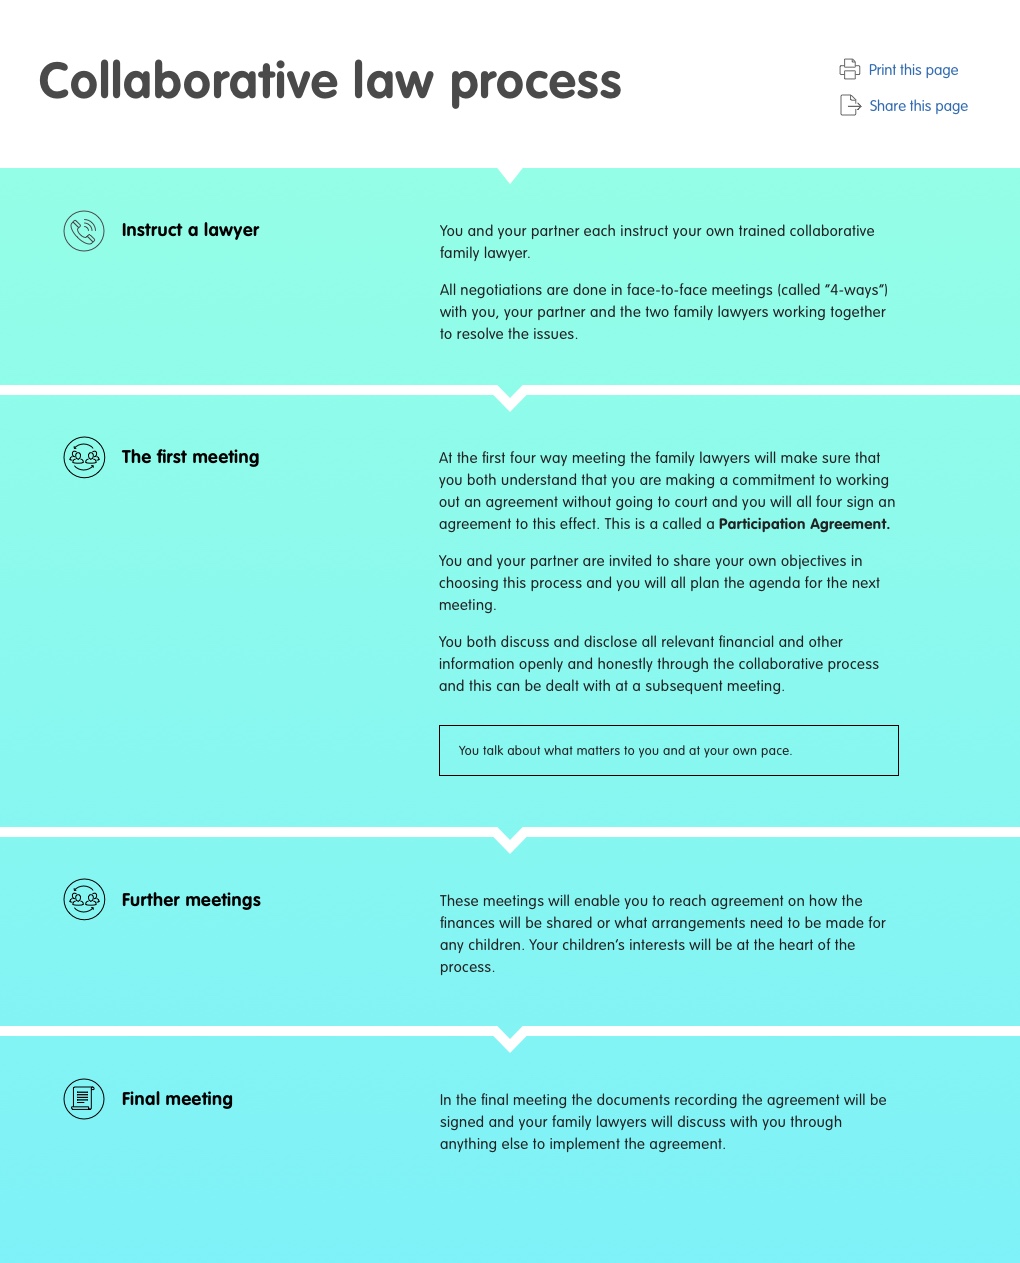 Collaborative law process
Print this page
Share this page
Instruct a lawyer
You and your partner each instruct your own trained collaborative
family lawyer.
All negotiations are done in face-to-face meetings (called “4-ways”)
with you, your partner and the two family lawyers working together
to resolve the issues.
The first meeting
At the first four way meeting the family lawyers will make sure that
you both understand that you are making a commitment to working
out an agreement without going to court and you will all four sign an
agreement to this effect. This is a called a Participation Agreement.
You and your partner are invited to share your own objectives in
choosing this process and you will all plan the agenda for the next
meeting.
You both discuss and disclose all relevant financial and other
information openly and honestly through the collaborative process
and this can be dealt with at a subsequent meeting.
You talk about what matters to you and at your own pace.
Further meetings
These meetings will enable you to reach agreement on how the
finances will be shared or what arrangements need to be made for
any children. Your children’s interests will be at the heart of the
process.
Final meeting
In the final meeting the documents recording the agreement will be
signed and your family lawyers will discuss with you through
anything else to implement the agreement.